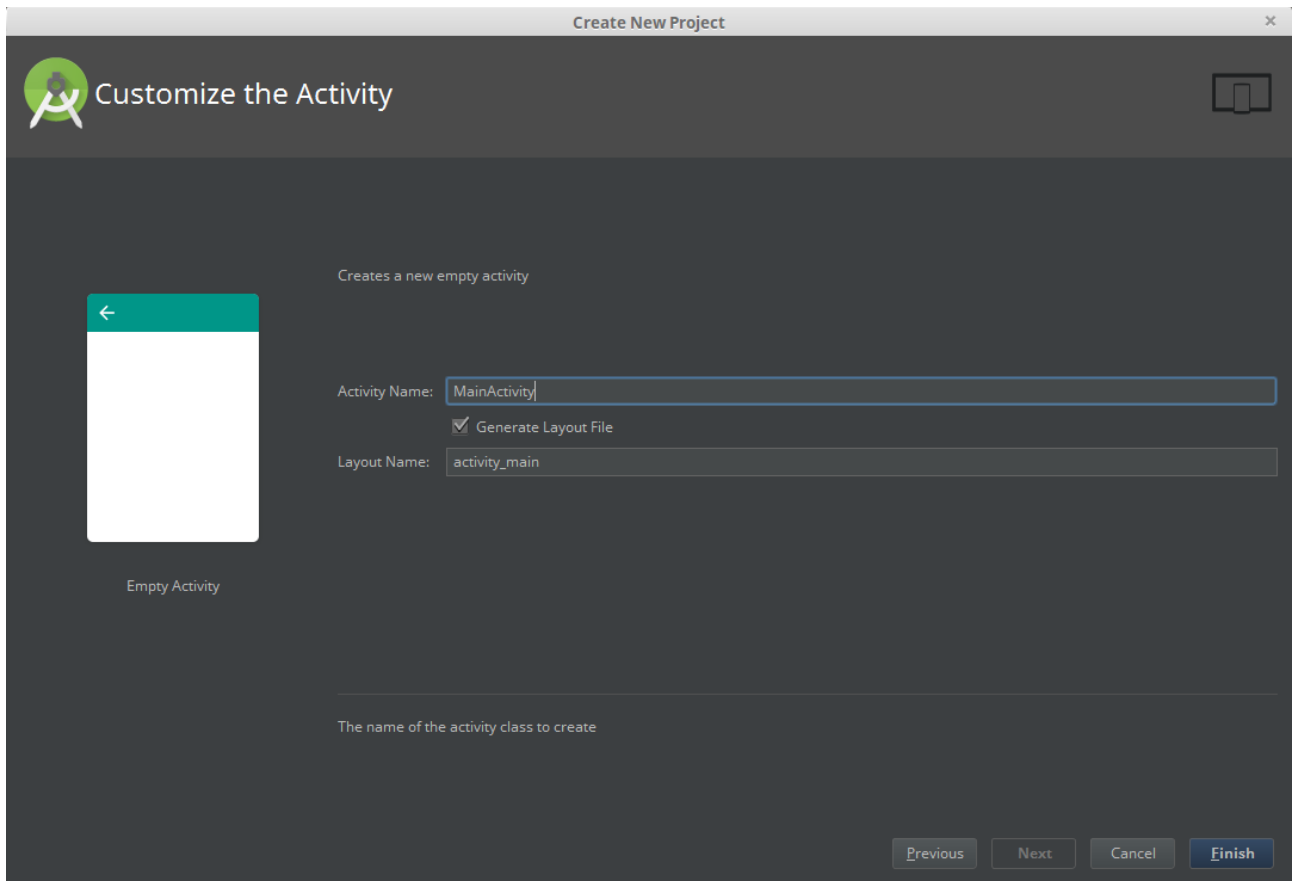 Create New Project
Customize the Activity
Creates a new empty activity
Activity Name: MainActivity
Generate Layout File
Layout Name: activity_main
Empty Activity
The name of the activity class to create
Previous Next Cancel Finish